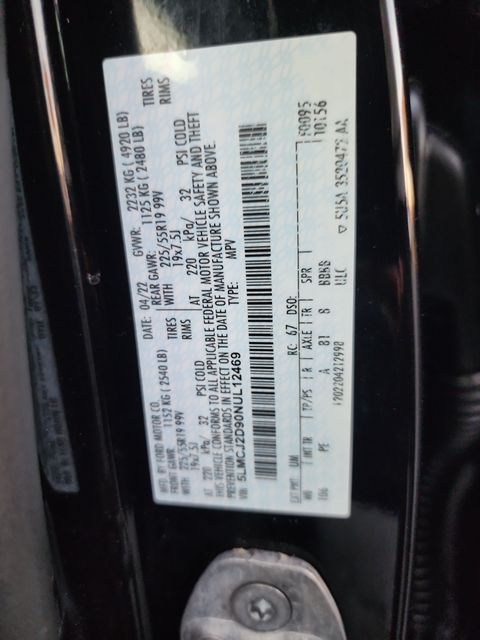 MFD. BY FORD MOTOR CO.
DATE: 04/22 GVWR: 2232 KG ( 4920 LB)
FRONT GAWR: 1152 KG ( 2540 LB) REAR GAWR: 1125 KG ( 2480 LB)
WITH 225/55R19 99V TIRES WITH 225/55R19 99V TIRES
19x7.5J RIMS 19x7.5J RIMS
AT 220 kPa/ 32 PSI COLD AT 220 kPa/ 32 PSI COLD
THIS VEHICLE CONFORMS TO ALL APPLICABLE FEDERAL MOTOR VEHICLE SAFETY AND THEFT
PREVENTION STANDARDS IN EFFECT ON THE DATE OF MANUFACTURE SHOWN ABOVE.
VIN: 5LMCJ2D90NUL12469 TYPE: MPV
F0095
RC: 67 DSO: 10156
EXT PNT: UM
WB INT TR TP/PS R AXLE TR SPR
106 PE A 81 8 BBKB
ULC
1202204212998